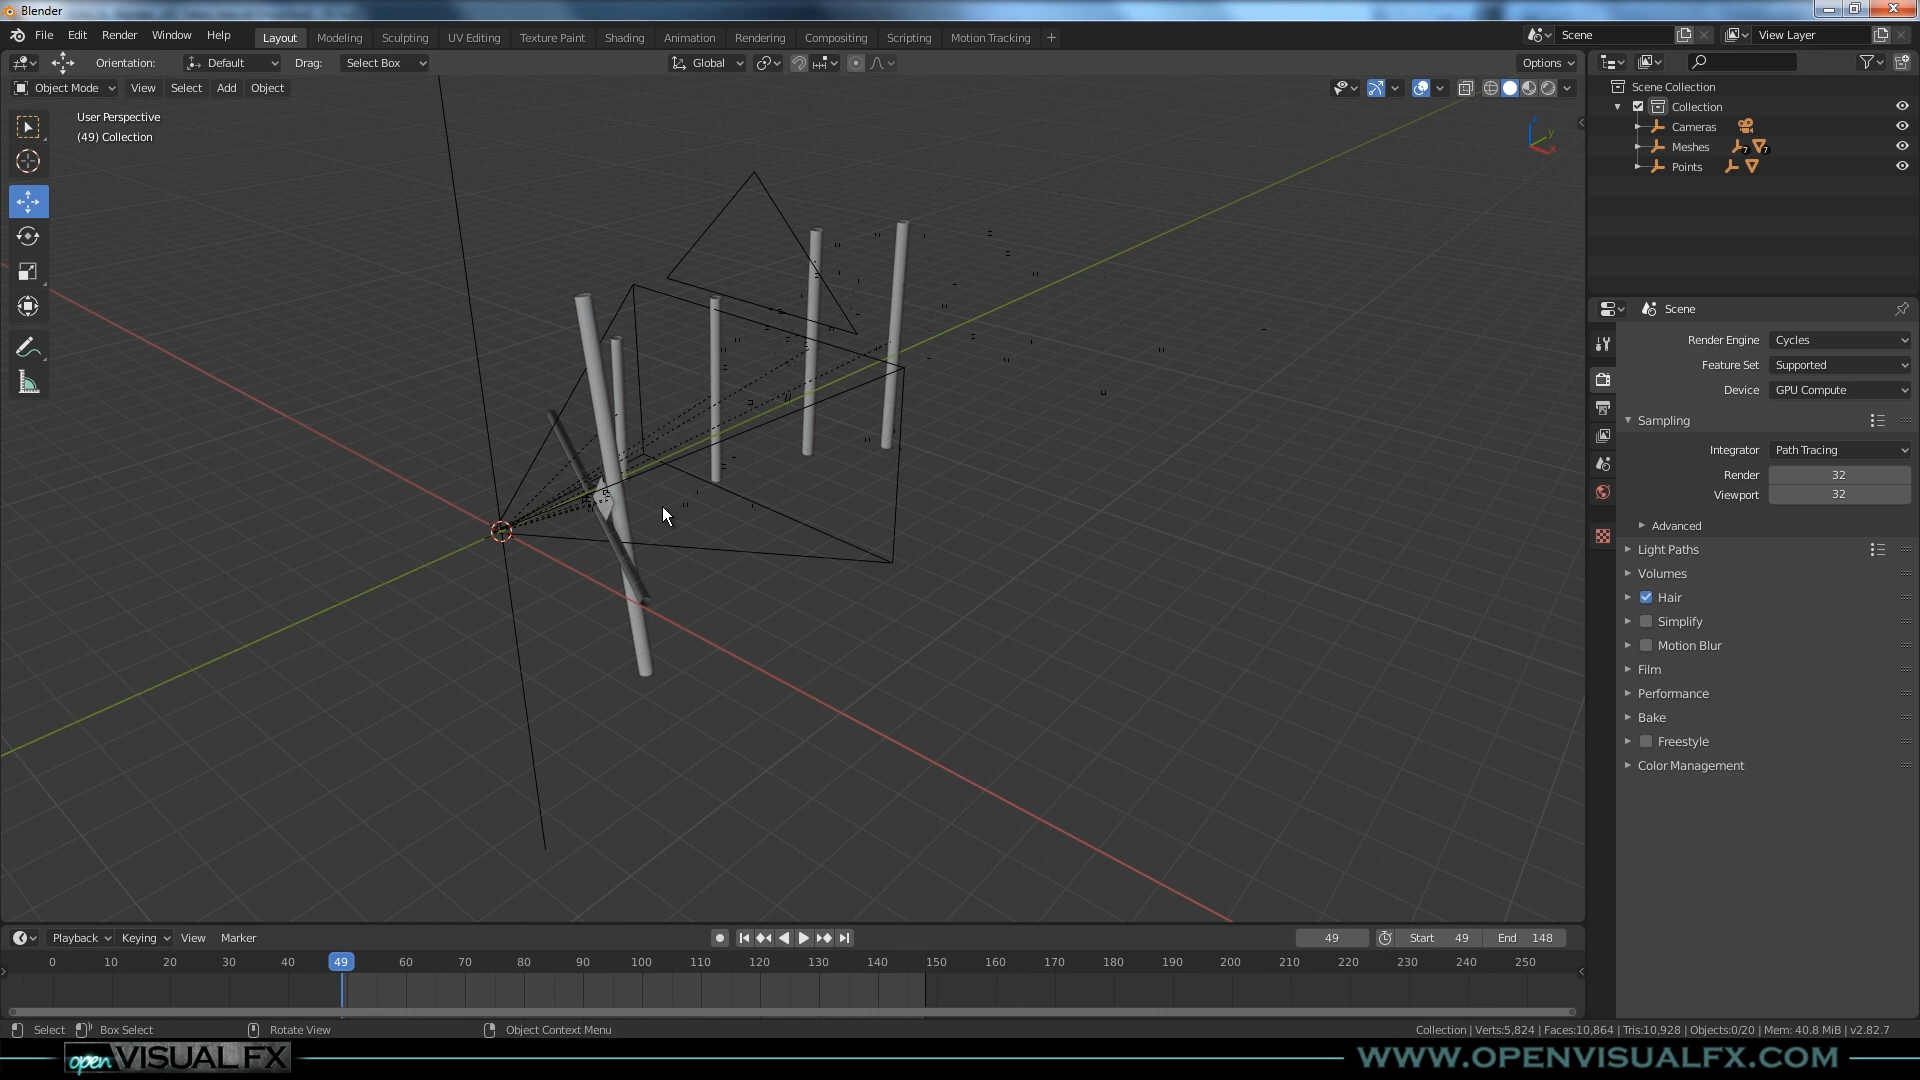 Blender
File Edit Render Window Help Layout Modeling Sculpting UV Editing Texture Paint Shading Animation Rendering Compositing Scripting Motion Tracking + Scene View Layer
Orientation: Default Drag: Select Box Global Options
Object Mode View Select Add Object
User Perspective
(49) Collection
z
y
x
Scene Collection
Collection
Cameras
Meshes 7 7
Points
Scene
Render Engine Cycles
Feature Set Supported
Device GPU Compute
Sampling
Integrator Path Tracing
Render 32
Viewport 32
Advanced
Light Paths
Volumes
Hair
Simplify
Motion Blur
Film
Performance
Bake
Freestyle
Color Management
Playback Keying View Marker 49 Start 49 End 148
0 10 20 30 40 49 60 70 80 90 100 110 120 130 140 150 160 170 180 190 200 210 220 230 240 250
Select Box Select Rotate View Object Context Menu Collection | Verts:5,824 | Faces:10,864 | Tris:10,928 | Objects:0/20 | Mem: 40.8 MiB | v2.82.7
open VISUALFX WWW.OPENVISUALFX.COM